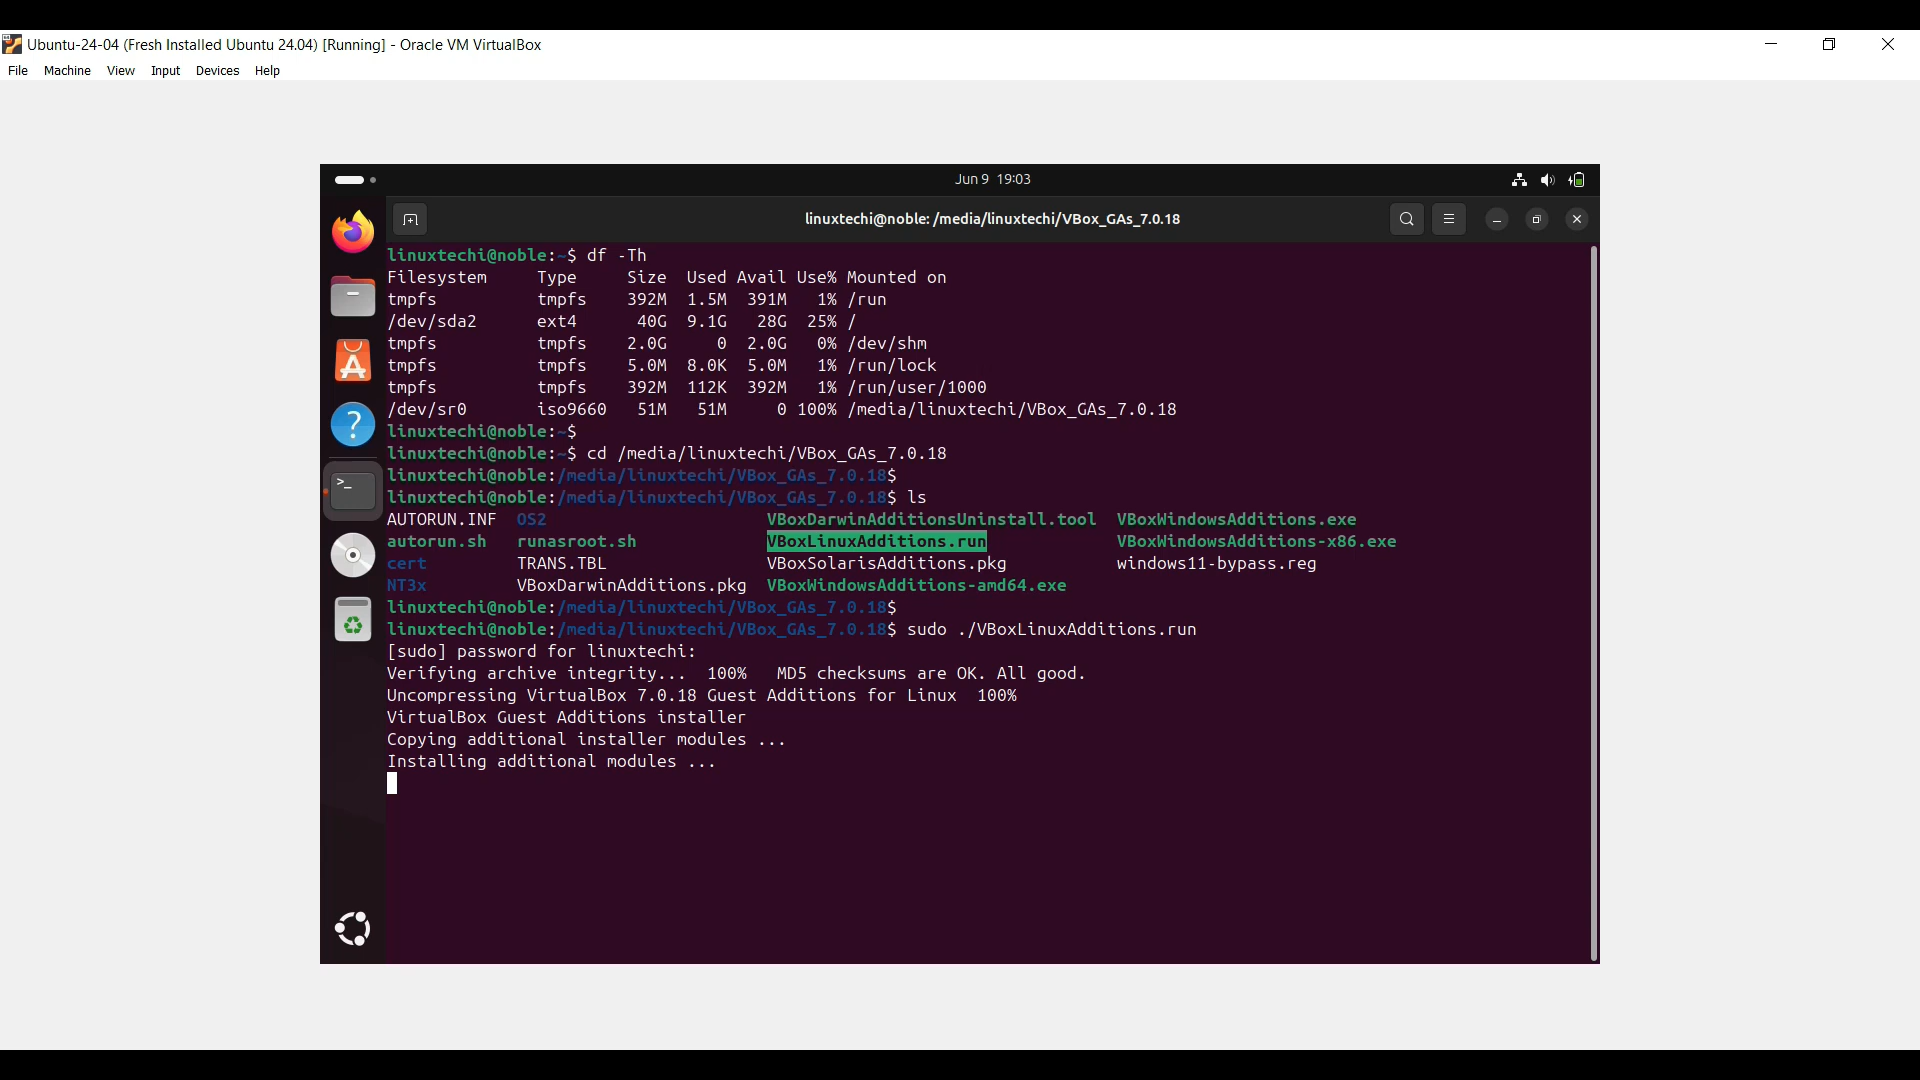 Ubuntu-24-04 (Fresh Installed Ubuntu 24.04) [Running] - Oracle VM VirtualBox
File Machine View Input Devices Help
Jun 9 19:03
linuxtechi@noble: /media/linuxtechi/VBox_GAs_7.0.18
linuxtechi@noble:~$ df -Th
Filesystem     Type     Size  Used Avail Use% Mounted on
tmpfs          tmpfs    392M  1.5M  391M   1% /run
/dev/sda2      ext4      40G  9.1G   28G  25% /
tmpfs          tmpfs    2.0G     0  2.0G   0% /dev/shm
tmpfs          tmpfs    5.0M  8.0K  5.0M   1% /run/lock
tmpfs          tmpfs    392M  112K  392M   1% /run/user/1000
/dev/sr0       iso9660   51M   51M     0 100% /media/linuxtechi/VBox_GAs_7.0.18
linuxtechi@noble:~$
linuxtechi@noble:~$ cd /media/linuxtechi/VBox_GAs_7.0.18
linuxtechi@noble:/media/linuxtechi/VBox_GAs_7.0.18$
linuxtechi@noble:/media/linuxtechi/VBox_GAs_7.0.18$ ls
AUTORUN.INF  OS2                      VBoxDarwinAdditionsUninstall.tool  VBoxWindowsAdditions.exe
autorun.sh   runasroot.sh             VBoxLinuxAdditions.run             VBoxWindowsAdditions-x86.exe
cert         TRANS.TBL                VBoxSolarisAdditions.pkg           windows11-bypass.reg
NT3x         VBoxDarwinAdditions.pkg  VBoxWindowsAdditions-amd64.exe
linuxtechi@noble:/media/linuxtechi/VBox_GAs_7.0.18$
linuxtechi@noble:/media/linuxtechi/VBox_GAs_7.0.18$ sudo ./VBoxLinuxAdditions.run
[sudo] password for linuxtechi:
Verifying archive integrity...  100%   MD5 checksums are OK. All good.
Uncompressing VirtualBox 7.0.18 Guest Additions for Linux  100%
VirtualBox Guest Additions installer
Copying additional installer modules ...
Installing additional modules ...